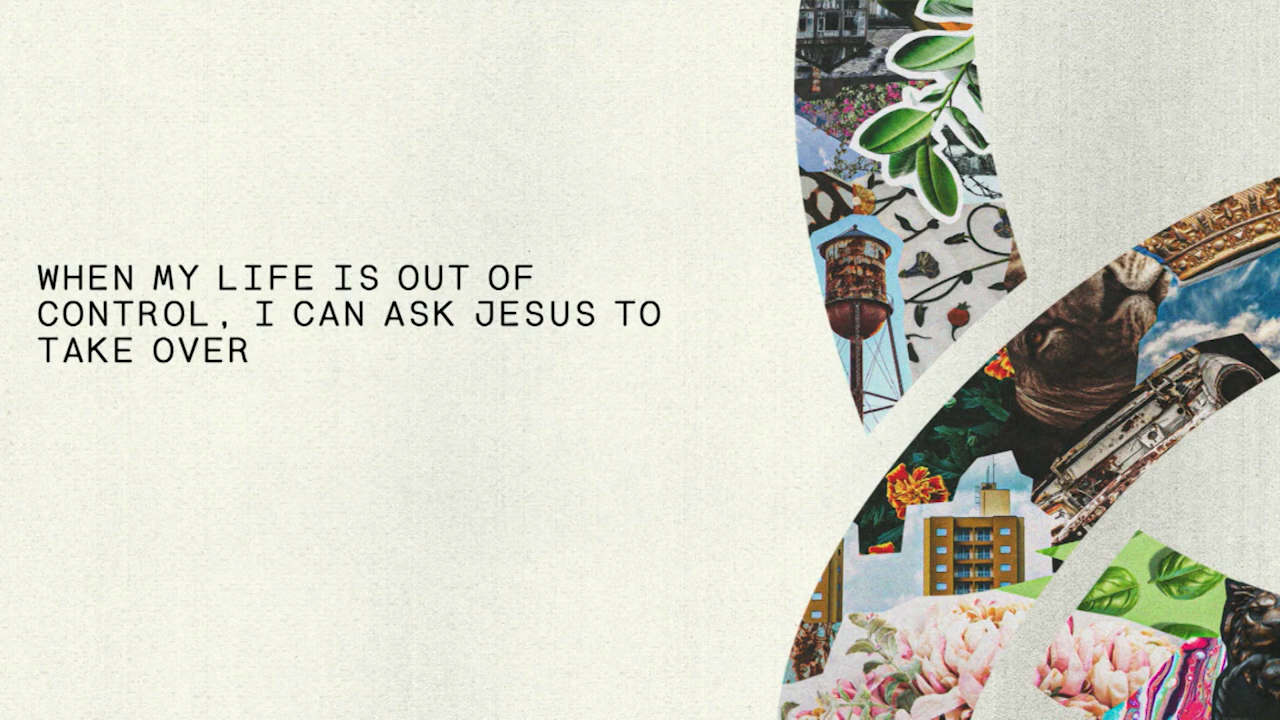 WHEN MY LIFE IS OUT OF
CONTROL, I CAN ASK JESUS TO
TAKE OVER